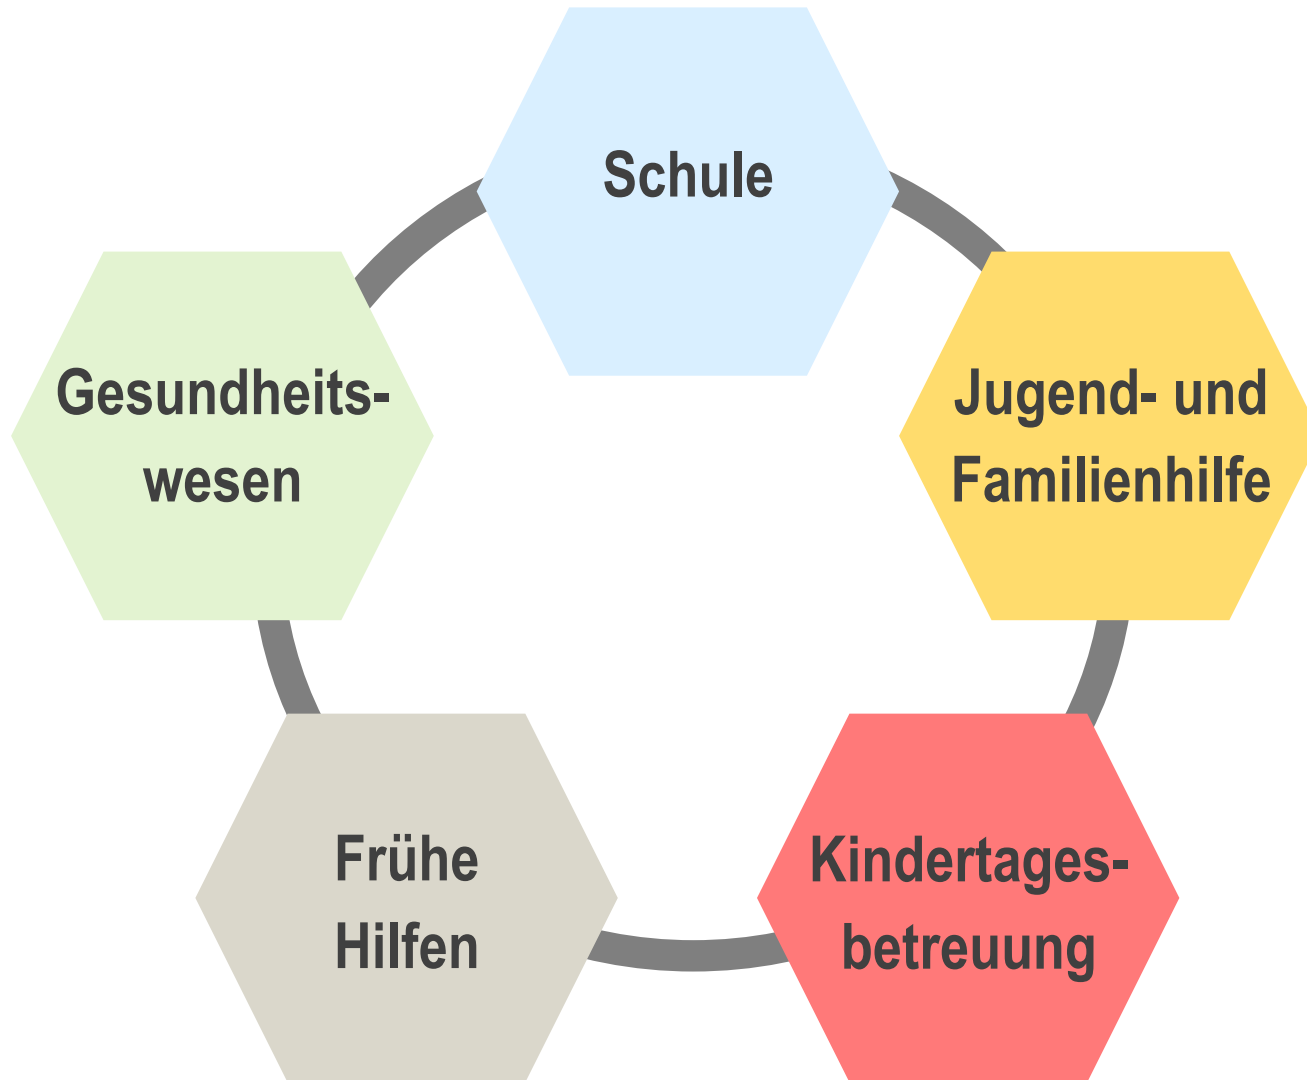 Schule
Gesundheits-
wesen
Jugend- und
Familienhilfe
Frühe
Hilfen
Kindertages-
betreuung